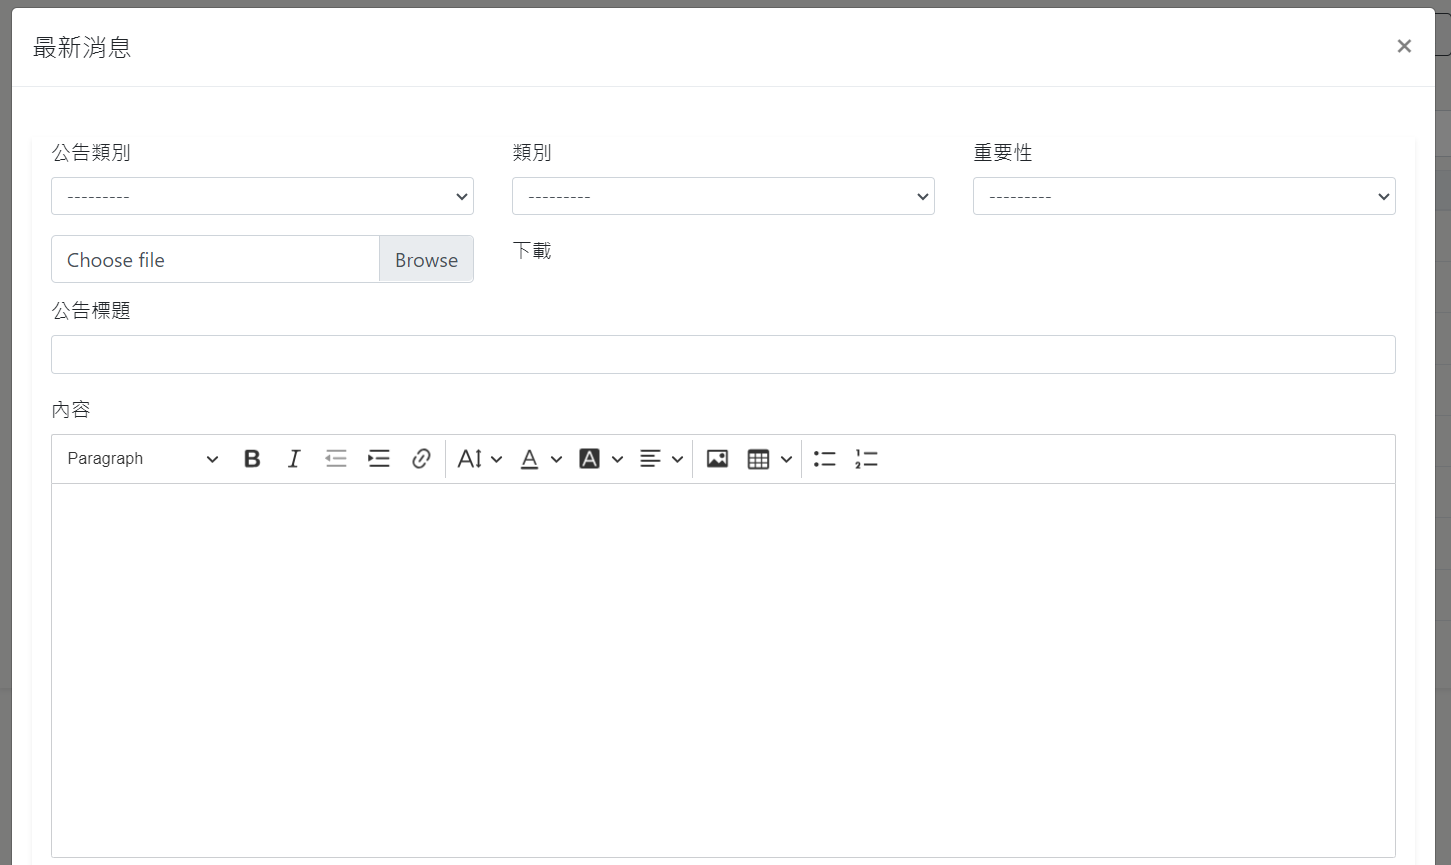 最新消息
公告類別 類別 重要性
--------- --------- ---------
Choose file Browse 下載
公告標題
內容
Paragraph